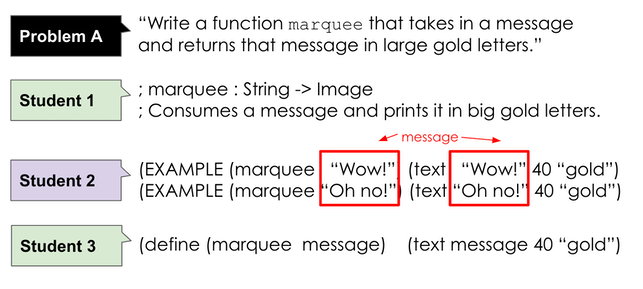 Problem A
“Write a function marquee that takes in a message
and returns that message in large gold letters.”
Student 1
; marquee : String -> Image
; Consumes a message and prints it in big gold letters.
message
Student 2
(EXAMPLE (marquee “Wow!”) (text “Wow!” 40 “gold”)
(EXAMPLE (marquee “Oh no!”) (text “Oh no!” 40 “gold”)
Student 3
(define (marquee message) (text message 40 “gold”)